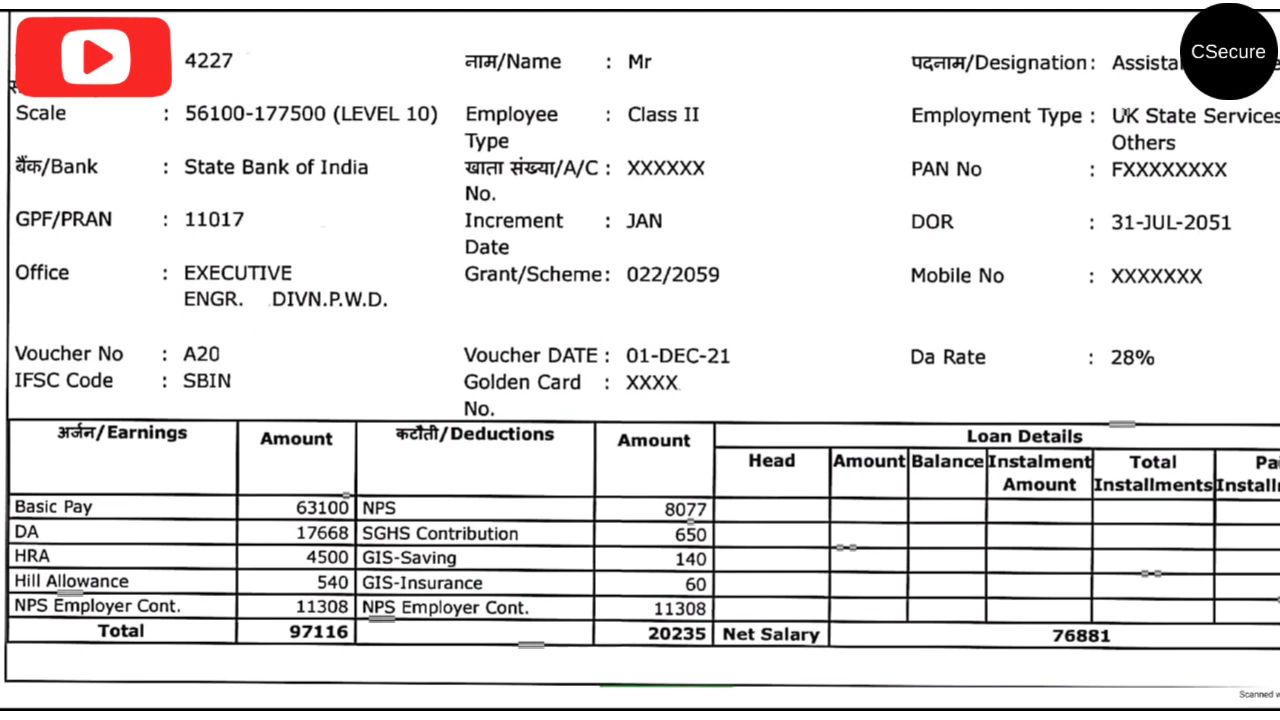 4227 नाम/Name : Mr पदनाम/Designation :
CSecure
Scale : 56100-177500 (LEVEL 10) Employee Type : Class II Employment Type : UK State Services Others
बैंक/Bank : State Bank of India खाता संख्या/A/C No. : XXXXXX PAN No : FXXXXXXXX
GPF/PRAN : 11017 Increment Date : JAN DOR : 31-JUL-2051
Office : EXECUTIVE ENGR. DIVN.P.W.D. Grant/Scheme : 022/2059 Mobile No : XXXXXXX
Voucher No : A20 Voucher DATE : 01-DEC-21 Da Rate : 28%
IFSC Code : SBIN Golden Card No. : XXXX
अर्जन/Earnings Amount कटौती/Deductions Amount Loan Details
Head Amount Balance Instalment Amount Total Installments
Basic Pay 63100 NPS 8077
DA 17668 SGHS Contribution 650
HRA 4500 GIS-Saving 140
Hill Allowance 540 GIS-Insurance 60
NPS Employer Cont. 11308 NPS Employer Cont. 11308
Total 97116 20235 Net Salary 76881
Scanned